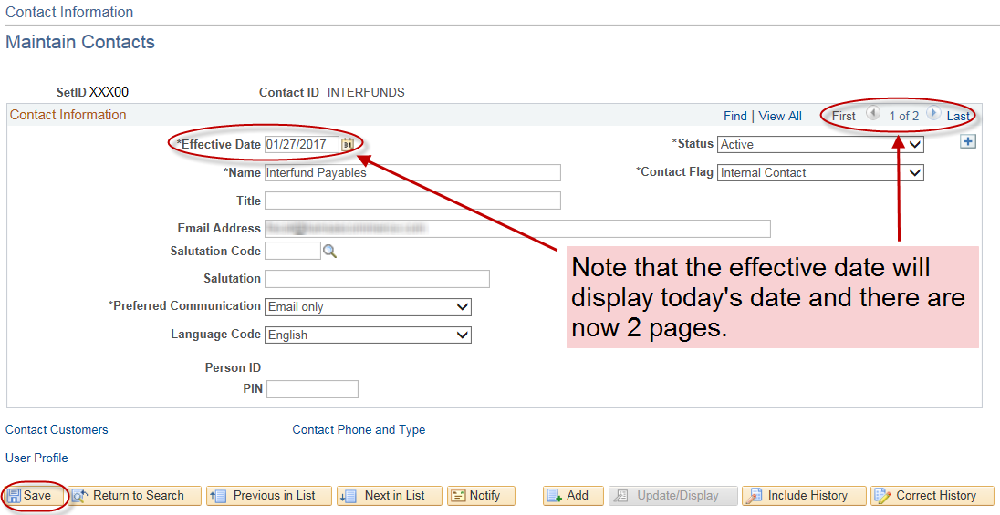 Contact Information
Maintain Contacts
SetID XXX00 Contact ID INTERFUNDS
Contact Information Find | View All First 1 of 2 Last
*Effective Date 01/27/2017 31 *Status Active
*Name Interfund Payables *Contact Flag Internal Contact
Title
Email Address
Salutation Code
Salutation
*Preferred Communication Email only
Language Code English
Person ID
PIN
Note that the effective date will
display today's date and there are
now 2 pages.
Contact Customers Contact Phone and Type
User Profile
Save Return to Search Previous in List Next in List Notify Add Update/Display Include History Correct History